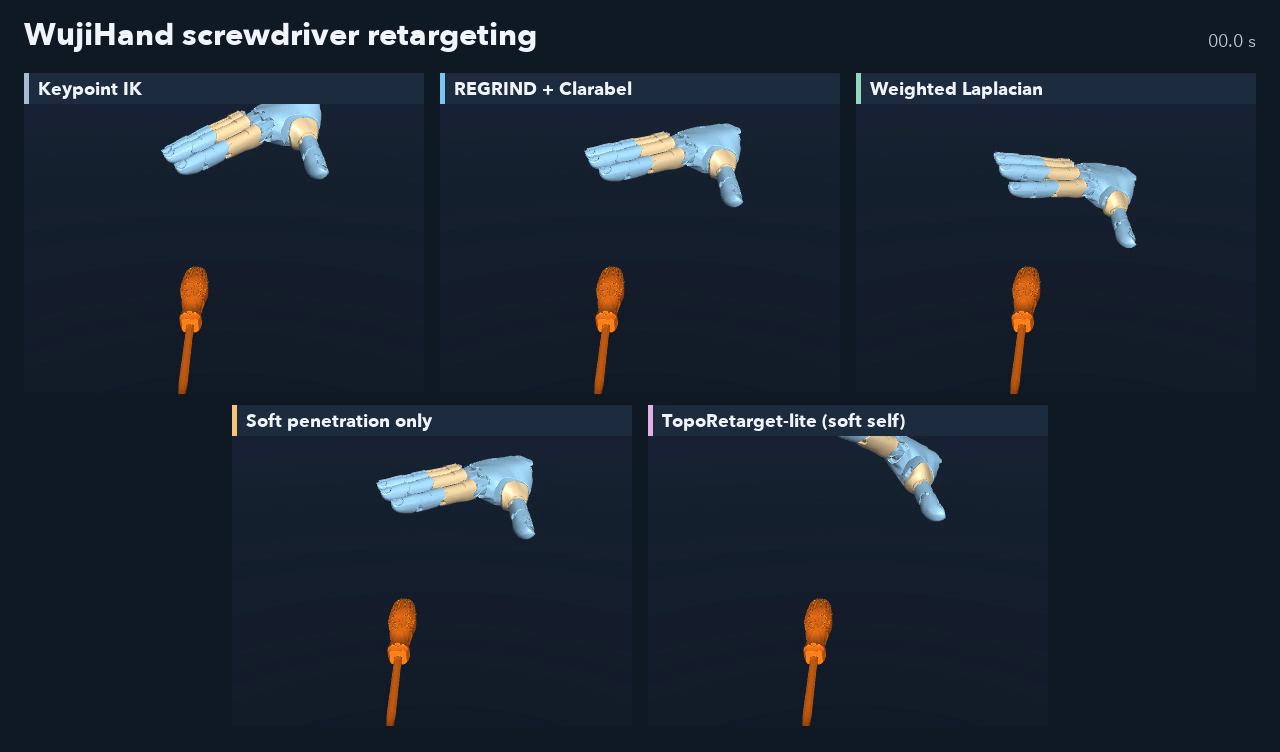 WujiHand screwdriver retargeting
00.0 s
Keypoint IK
REGRIND + Clarabel
Weighted Laplacian
Soft penetration only
TopoRetarget-lite (soft self)